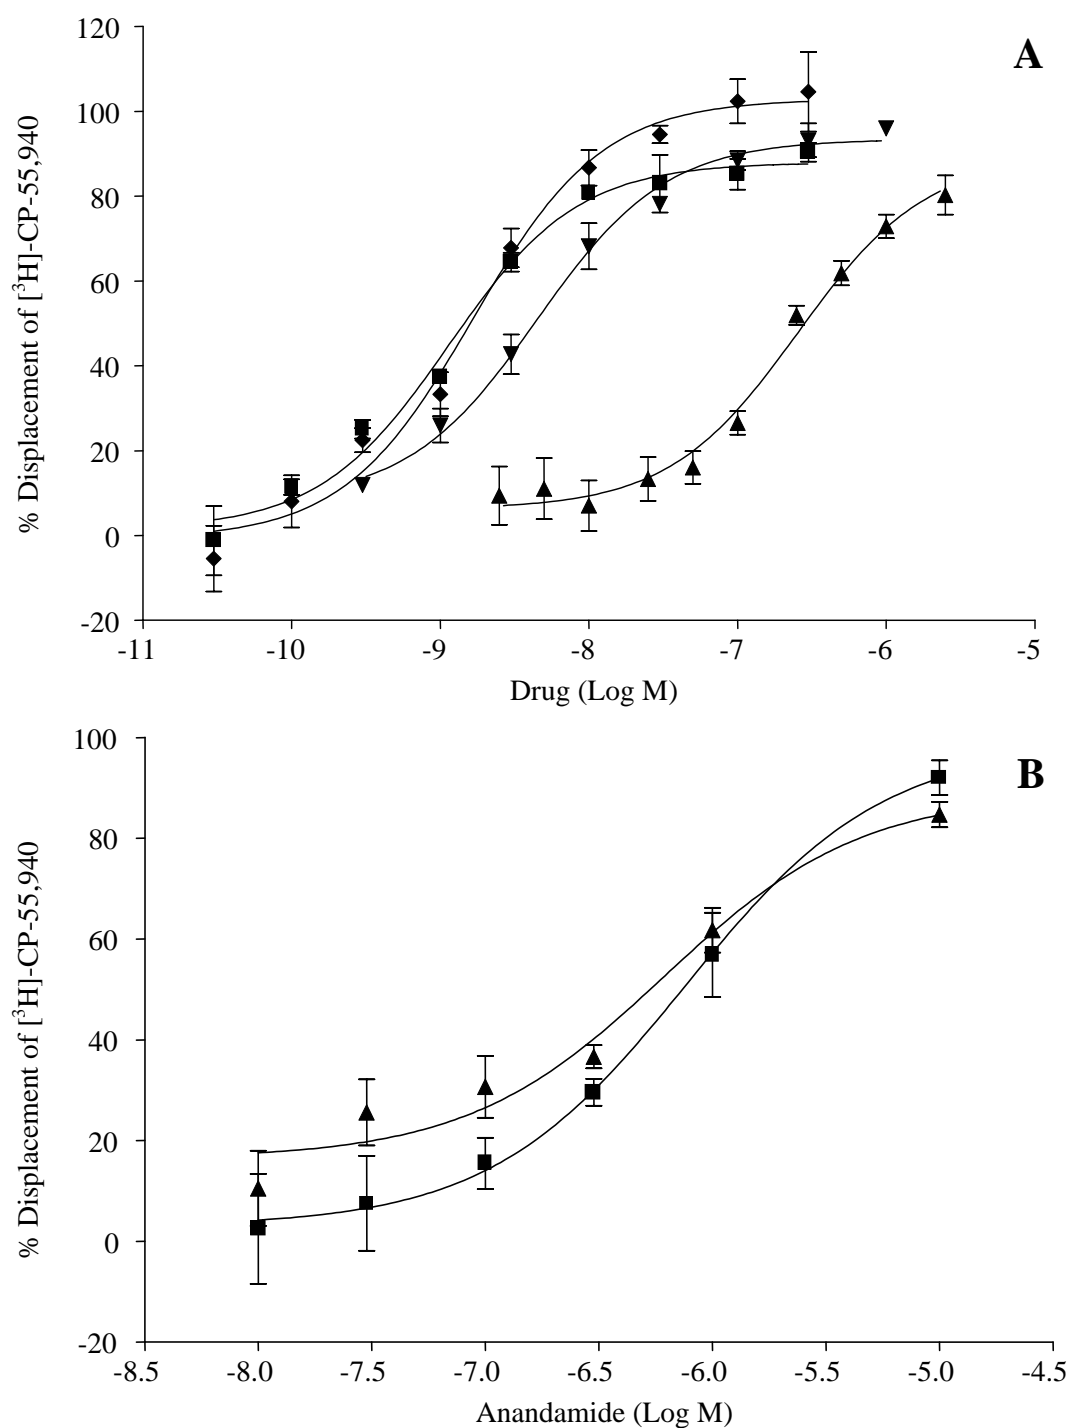 A
% Displacement of [³H]-CP-55,940
120
100
80
60
40
20
0
-20
-11 -10 -9 -8 -7 -6 -5
Drug (Log M)
B
% Displacement of [³H]-CP-55,940
100
80
60
40
20
0
-20
-8.5 -8.0 -7.5 -7.0 -6.5 -6.0 -5.5 -5.0 -4.5
Anandamide (Log M)